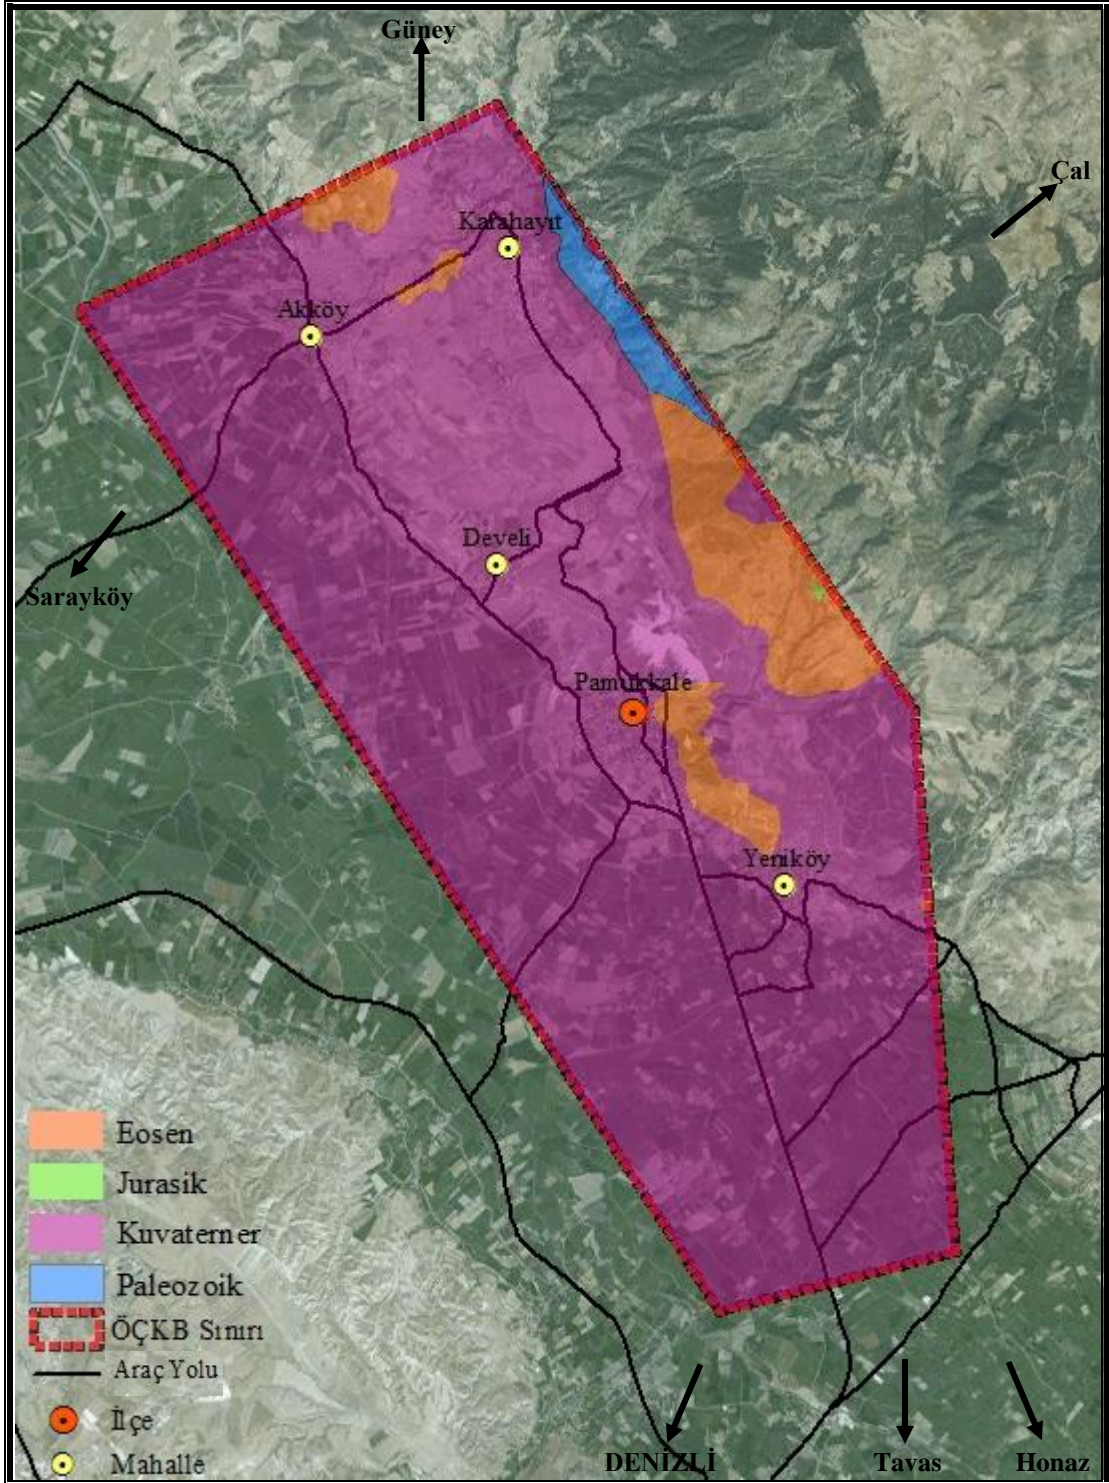 Güney
Çal
Karahayıt
Akköy
Develi
Sarayköy
Pamukkale
Yeniköy
Eosen
Jurasik
Kuvaterner
Paleozoik
ÖÇKB Sınırı
Araç Yolu
İlçe
Mahalle
DENİZLİ
Tavas
Honaz